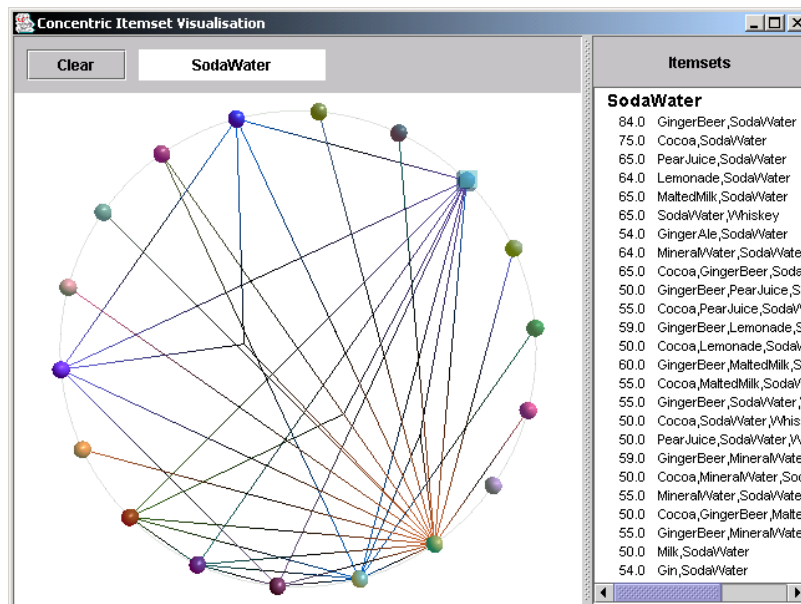 Concentric Itemset Visualisation
Clear
SodaWater
Itemsets
SodaWater
84.0 GingerBeer,SodaWater
75.0 Cocoa,SodaWater
65.0 PearJuice,SodaWater
64.0 Lemonade,SodaWater
65.0 MaltedMilk,SodaWater
65.0 SodaWater,Whiskey
54.0 GingerAle,SodaWater
64.0 MineralWater,SodaWate
65.0 Cocoa,GingerBeer,Soda
50.0 GingerBeer,PearJuice,S
55.0 Cocoa,PearJuice,SodaW
59.0 GingerBeer,Lemonade,S
50.0 Cocoa,Lemonade,SodaW
60.0 GingerBeer,MaltedMilk,S
55.0 Cocoa,MaltedMilk,SodaW
55.0 GingerBeer,SodaWater,
50.0 Cocoa,SodaWater,Whis
50.0 PearJuice,SodaWater,W
59.0 GingerBeer,MineralWate
50.0 Cocoa,MineralWater,Sod
55.0 MineralWater,SodaWate
50.0 Cocoa,GingerBeer,Malte
55.0 GingerBeer,MineralWate
50.0 Milk,SodaWater
54.0 Gin,SodaWater